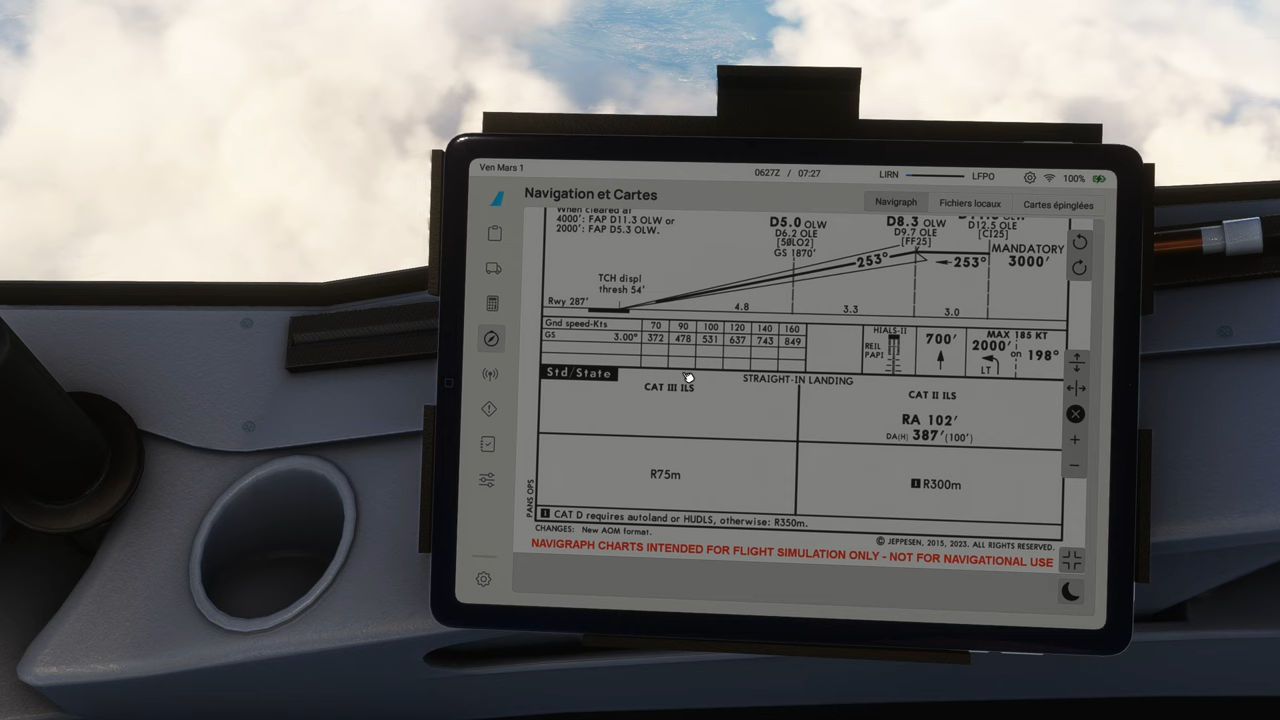 Ven Mars 1
0627Z / 07:27
LIRN
LFPO
100%
Navigation et Cartes
Navigraph
Fichiers locaux
Cartes épinglées
When cleared at
4000': FAP D11.3 OLW or
2000': FAP D5.3 OLW.
D5.0 OLW
D6.2 OLE
[50LO2]
GS 1870'
D8.3 OLW
D9.7 OLE
[FF25]
D12.5 OLE
[CI25]
MANDATORY
3000'
253°
253°
TCH displ
thresh 54'
Rwy 287'
4.8
3.3
3.0
Gnd speed-Kts 70 90 100 120 140 160
GS 3.00° 372 478 531 637 743 849
HIALS-II
REIL
PAPI
700'
MAX 185 KT
2000' on 198°
LT
Std/State
STRAIGHT-IN LANDING
CAT III ILS
CAT II ILS
RA 102'
DA(H) 387' (100')
R75m
1 R300m
PANS OPS
1 CAT D requires autoland or HUDLS, otherwise: R350m.
CHANGES: New AOM format.
© JEPPESEN, 2015, 2023. ALL RIGHTS RESERVED.
NAVIGRAPH CHARTS INTENDED FOR FLIGHT SIMULATION ONLY - NOT FOR NAVIGATIONAL USE